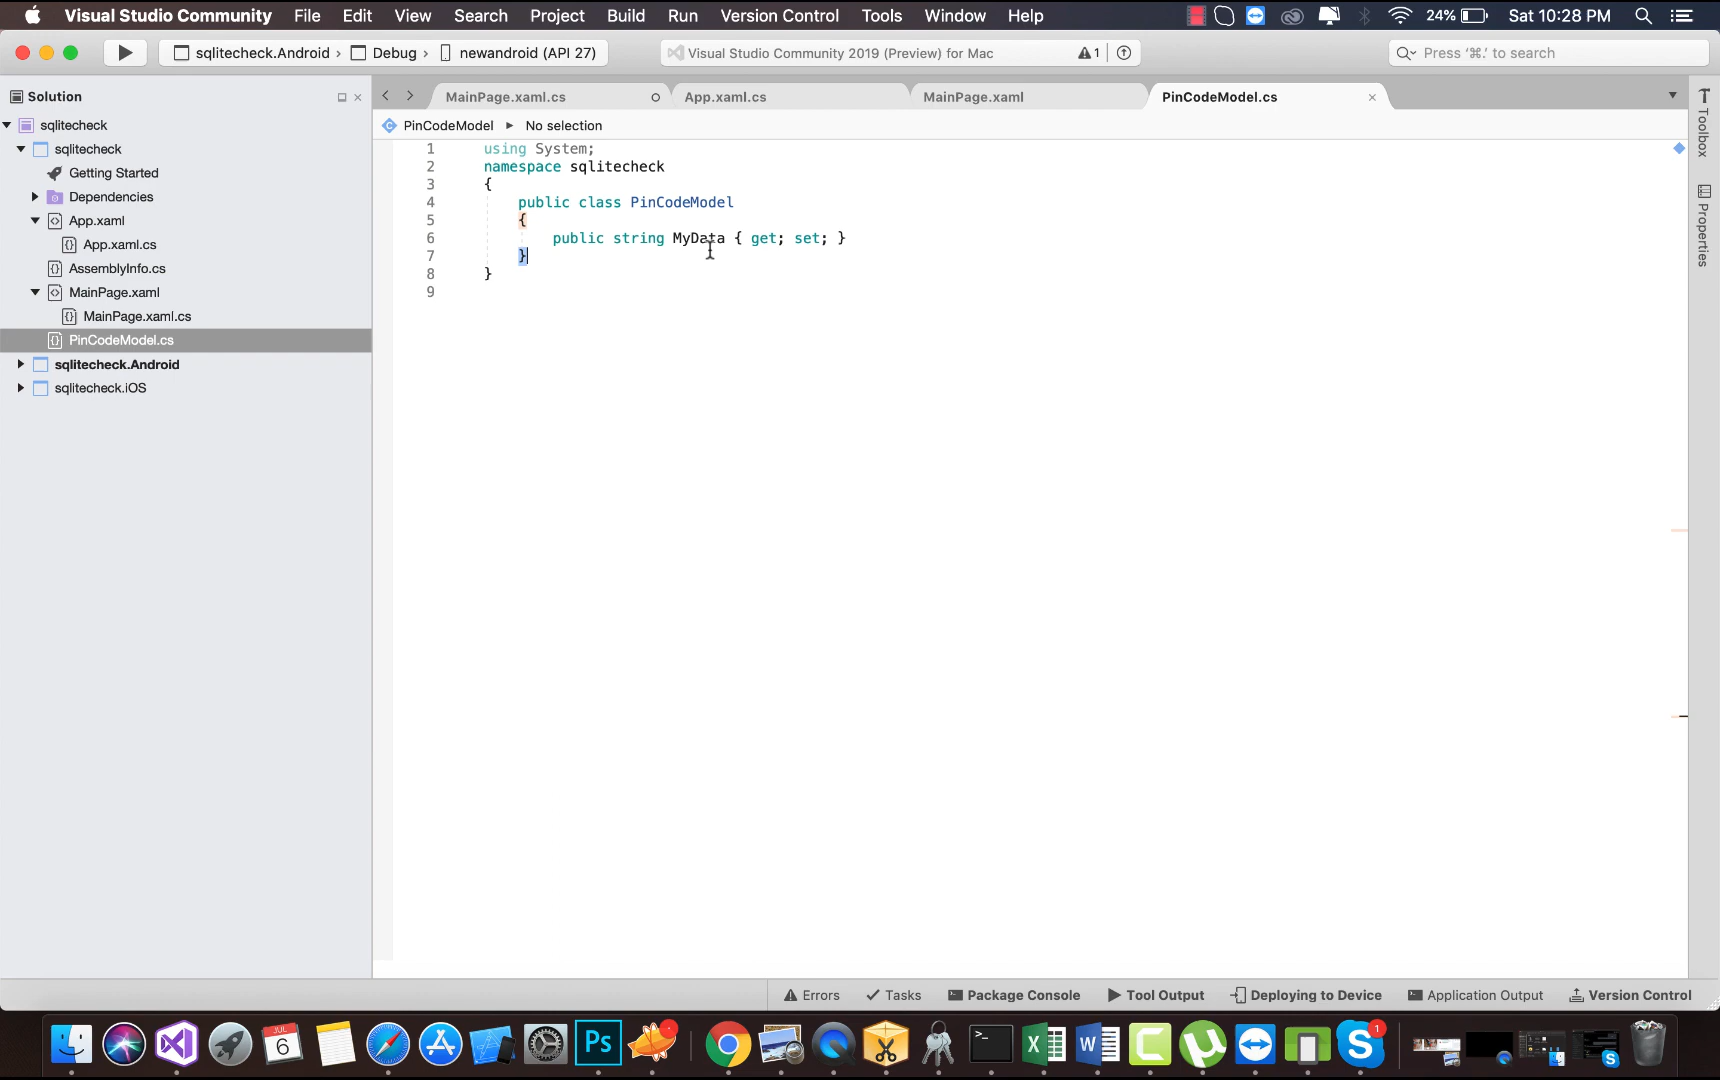 Visual Studio Community File Edit View Search Project Build Run Version Control Tools Window Help 24% Sat 10:28 PM
sqlitecheck.Android › Debug › newandroid (API 27) Visual Studio Community 2019 (Preview) for Mac 1 Press ‘⌘.’ to search
Solution
sqlitecheck
sqlitecheck
Getting Started
Dependencies
App.xaml
App.xaml.cs
AssemblyInfo.cs
MainPage.xaml
MainPage.xaml.cs
PinCodeModel.cs
sqlitecheck.Android
sqlitecheck.iOS
MainPage.xaml.cs App.xaml.cs MainPage.xaml PinCodeModel.cs
PinCodeModel No selection
1 using System;
2 namespace sqlitecheck
3 {
4 public class PinCodeModel
5 {
6 public string MyData { get; set; }
7 }
8 }
9
Toolbox
Properties
Errors Tasks Package Console Tool Output Deploying to Device Application Output Version Control
JUL
6
Ps
X
W
C
µ
S
1
S